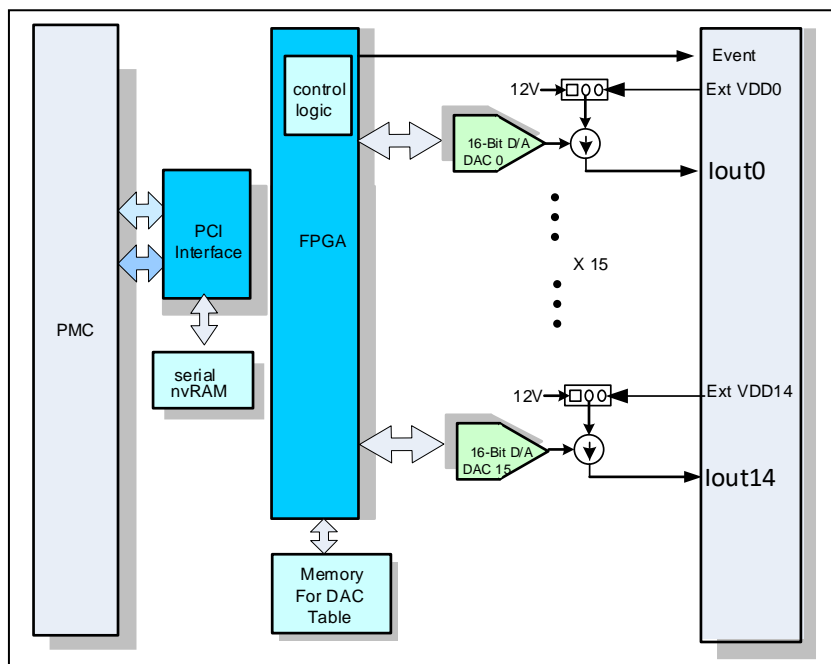 PMC
PCI
Interface
serial
nvRAM
control
logic
FPGA
Memory
For DAC
Table
16-Bit D/A
DAC 0
12V
Event
Ext VDD0
Iout0
X 15
16-Bit D/A
DAC 15
12V
Ext VDD14
Iout14